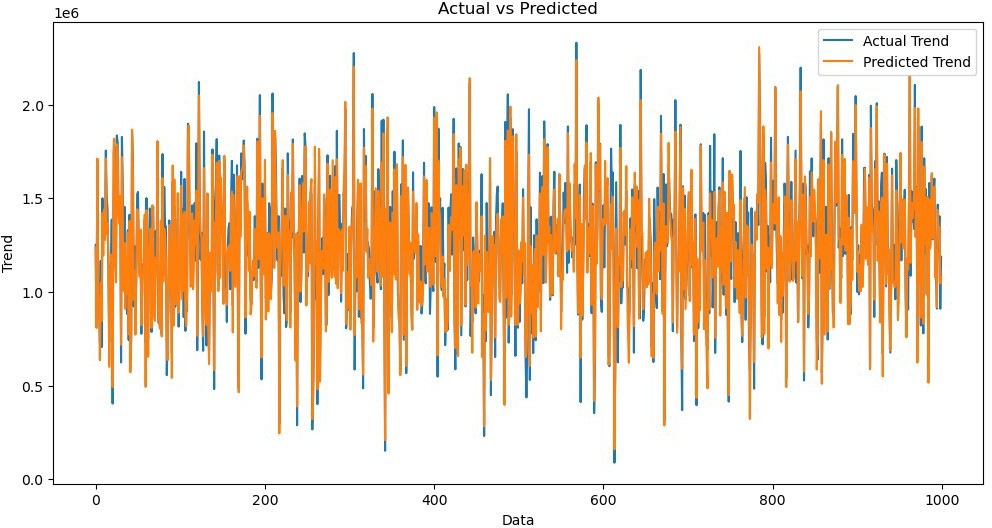 Actual vs Predicted
1e6
Actual Trend
Predicted Trend
2.0
1.5
1.0
0.5
0.0
Trend
0 200 400 600 800 1000
Data